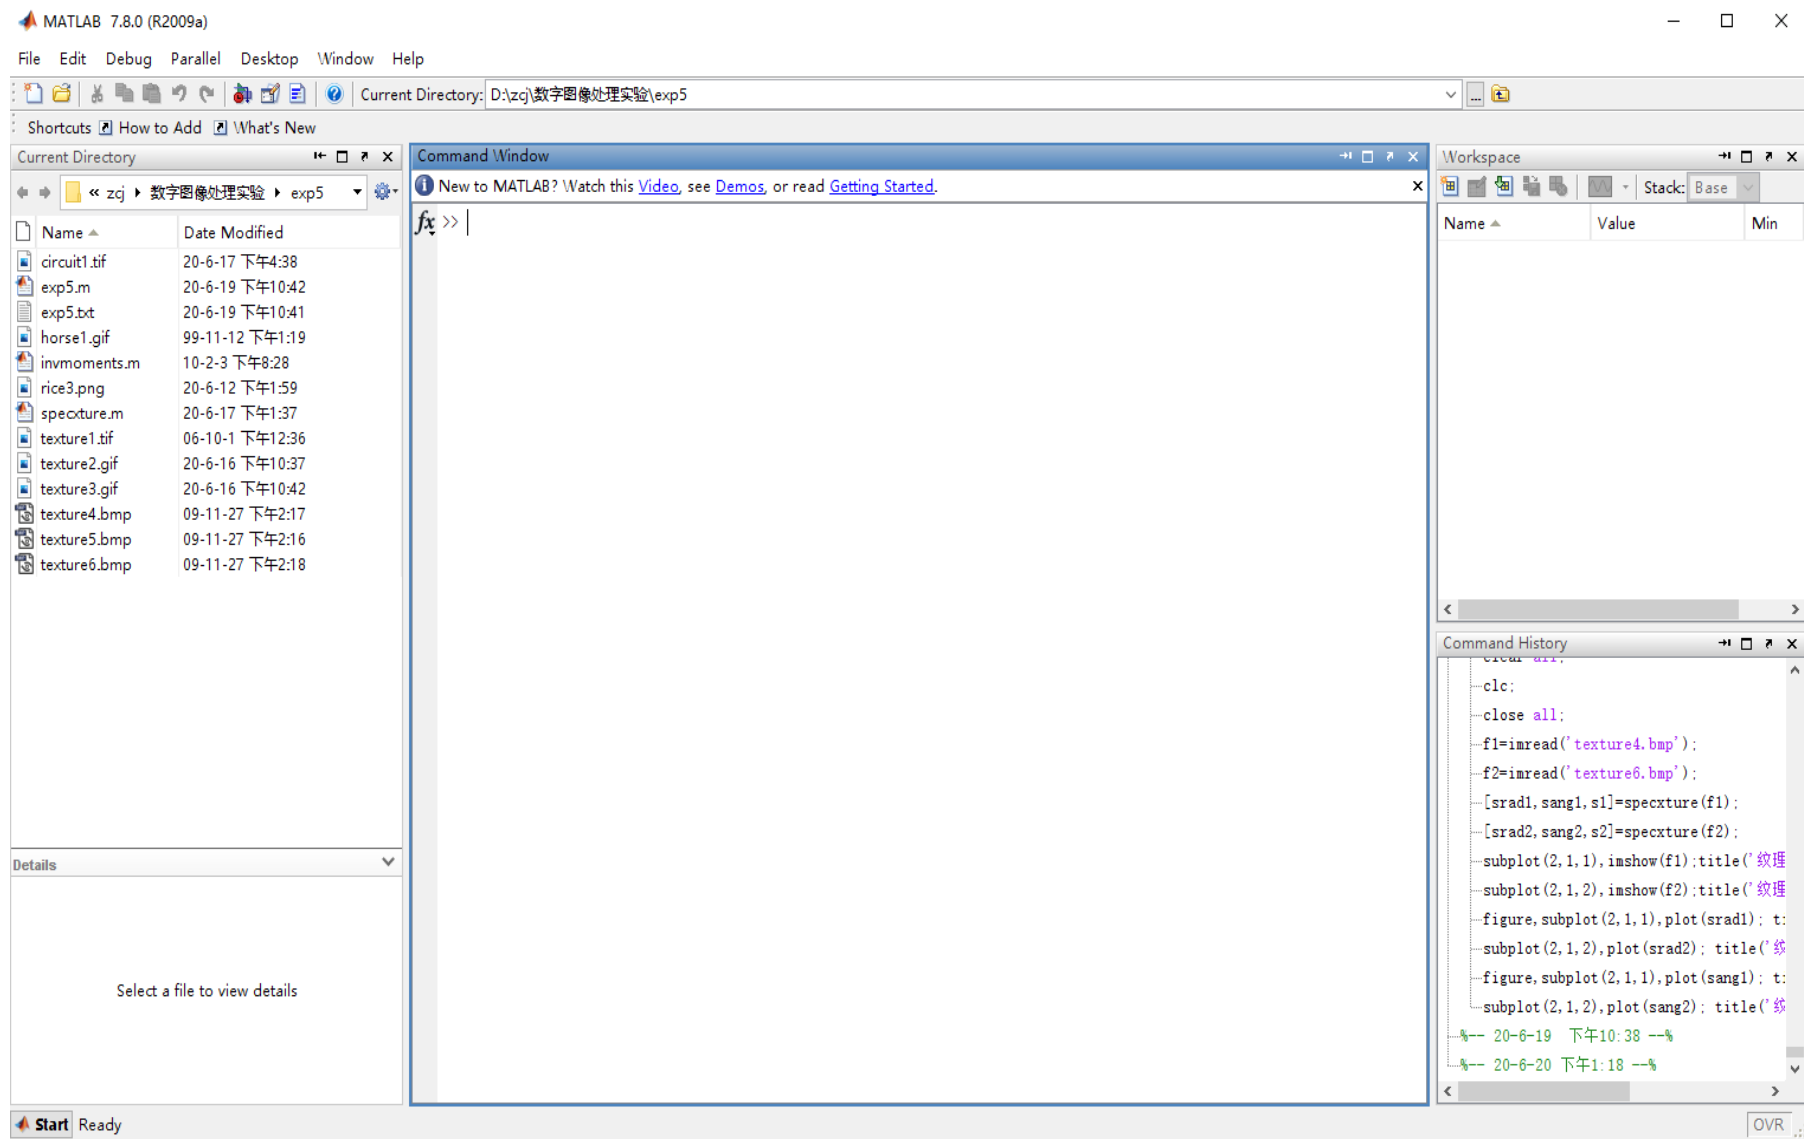 MATLAB 7.8.0 (R2009a)
File Edit Debug Parallel Desktop Window Help
Current Directory: D:\zcj\数字图像处理实验\exp5
Shortcuts How to Add What's New
Current Directory
« zcj 数字图像处理实验 exp5
Name Date Modified
circuit1.tif 20-6-17 下午4:38
exp5.m 20-6-19 下午10:42
exp5.txt 20-6-19 下午10:41
horse1.gif 99-11-12 下午1:19
invmoments.m 10-2-3 下午8:28
rice3.png 20-6-12 下午1:59
specxture.m 20-6-17 下午1:37
texture1.tif 06-10-1 下午12:36
texture2.gif 20-6-16 下午10:37
texture3.gif 20-6-16 下午10:42
texture4.bmp 09-11-27 下午2:17
texture5.bmp 09-11-27 下午2:16
texture6.bmp 09-11-27 下午2:18
Details
Select a file to view details
Command Window
New to MATLAB? Watch this Video, see Demos, or read Getting Started.
fx >>
Workspace
Stack: Base
Name Value Min
Command History
clear all;
clc;
close all;
f1=imread('texture4.bmp');
f2=imread('texture6.bmp');
[srad1,sang1,s1]=specxture(f1);
[srad2,sang2,s2]=specxture(f2);
subplot(2,1,1),imshow(f1);title('纹理
subplot(2,1,2),imshow(f2);title('纹理
figure,subplot(2,1,1),plot(srad1); t
subplot(2,1,2),plot(srad2); title('纹
figure,subplot(2,1,1),plot(sang1); t
subplot(2,1,2),plot(sang2); title('纹
%-- 20-6-19 下午10:38 --%
%-- 20-6-20 下午1:18 --%
Start Ready
OVR